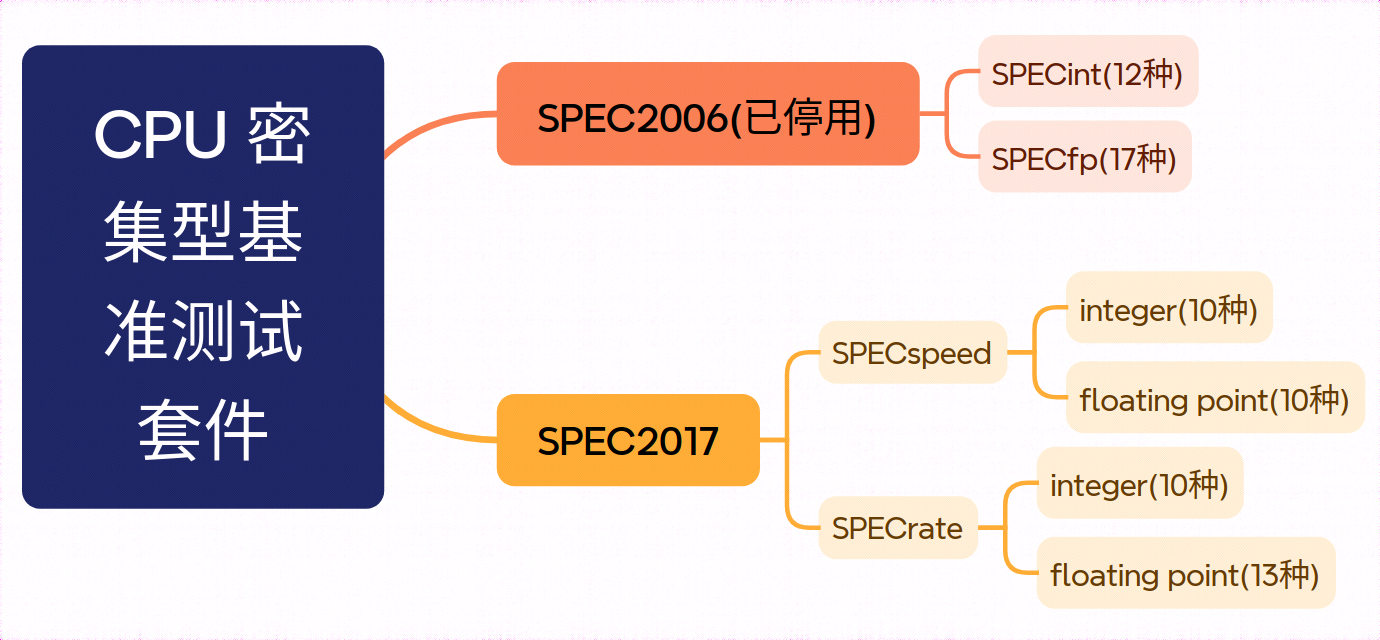 CPU 密
集型基
准测试
套件
SPEC2006(已停用)
SPECint(12种)
SPECfp(17种)
SPEC2017
SPECspeed
integer(10种)
floating point(10种)
SPECrate
integer(10种)
floating point(13种)